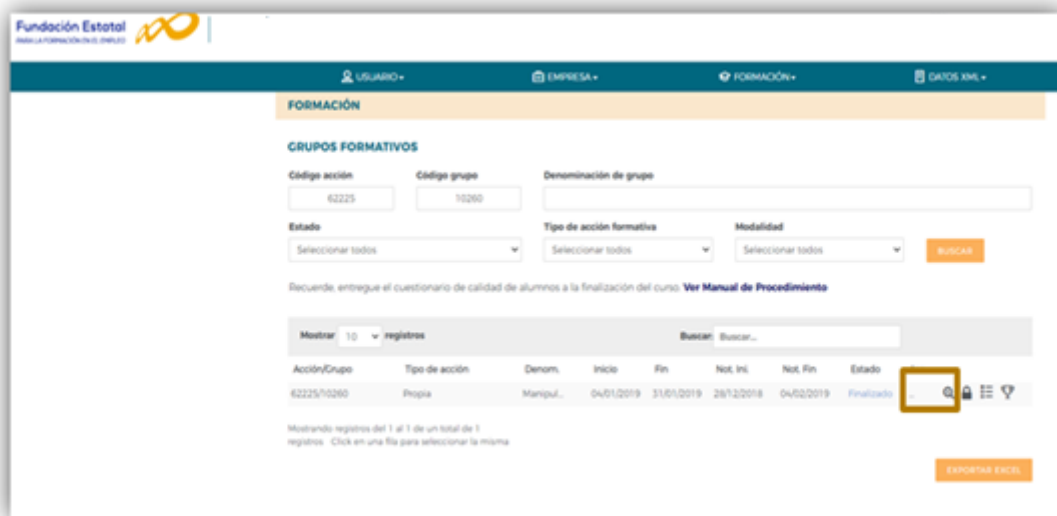 Fundación Estatal
PARA LA FORMACIÓN EN EL EMPLEO
USUARIO EMPRESA FORMACIÓN DATOS XML
FORMACIÓN
GRUPOS FORMATIVOS
Código acción Código grupo Denominación de grupo
62225 10260
Estado Tipo de acción formativa Modalidad
Seleccionar todos Seleccionar todos Seleccionar todos BUSCAR
Recuerde, entregue el cuestionario de calidad de alumnos a la finalización del curso. Ver Manual de Procedimiento
Mostrar 10 registros Buscar: Buscar...
Acción/Grupo Tipo de acción Denom. Inicio Fin Not. Ini. Not. Fin Estado
62225/10260 Propia Manipul... 04/01/2019 31/01/2019 28/12/2018 04/02/2019 Finalizado ..
Mostrando registros del 1 al 1 de un total de 1
registros Click en una fila para seleccionar la misma
EXPORTAR EXCEL